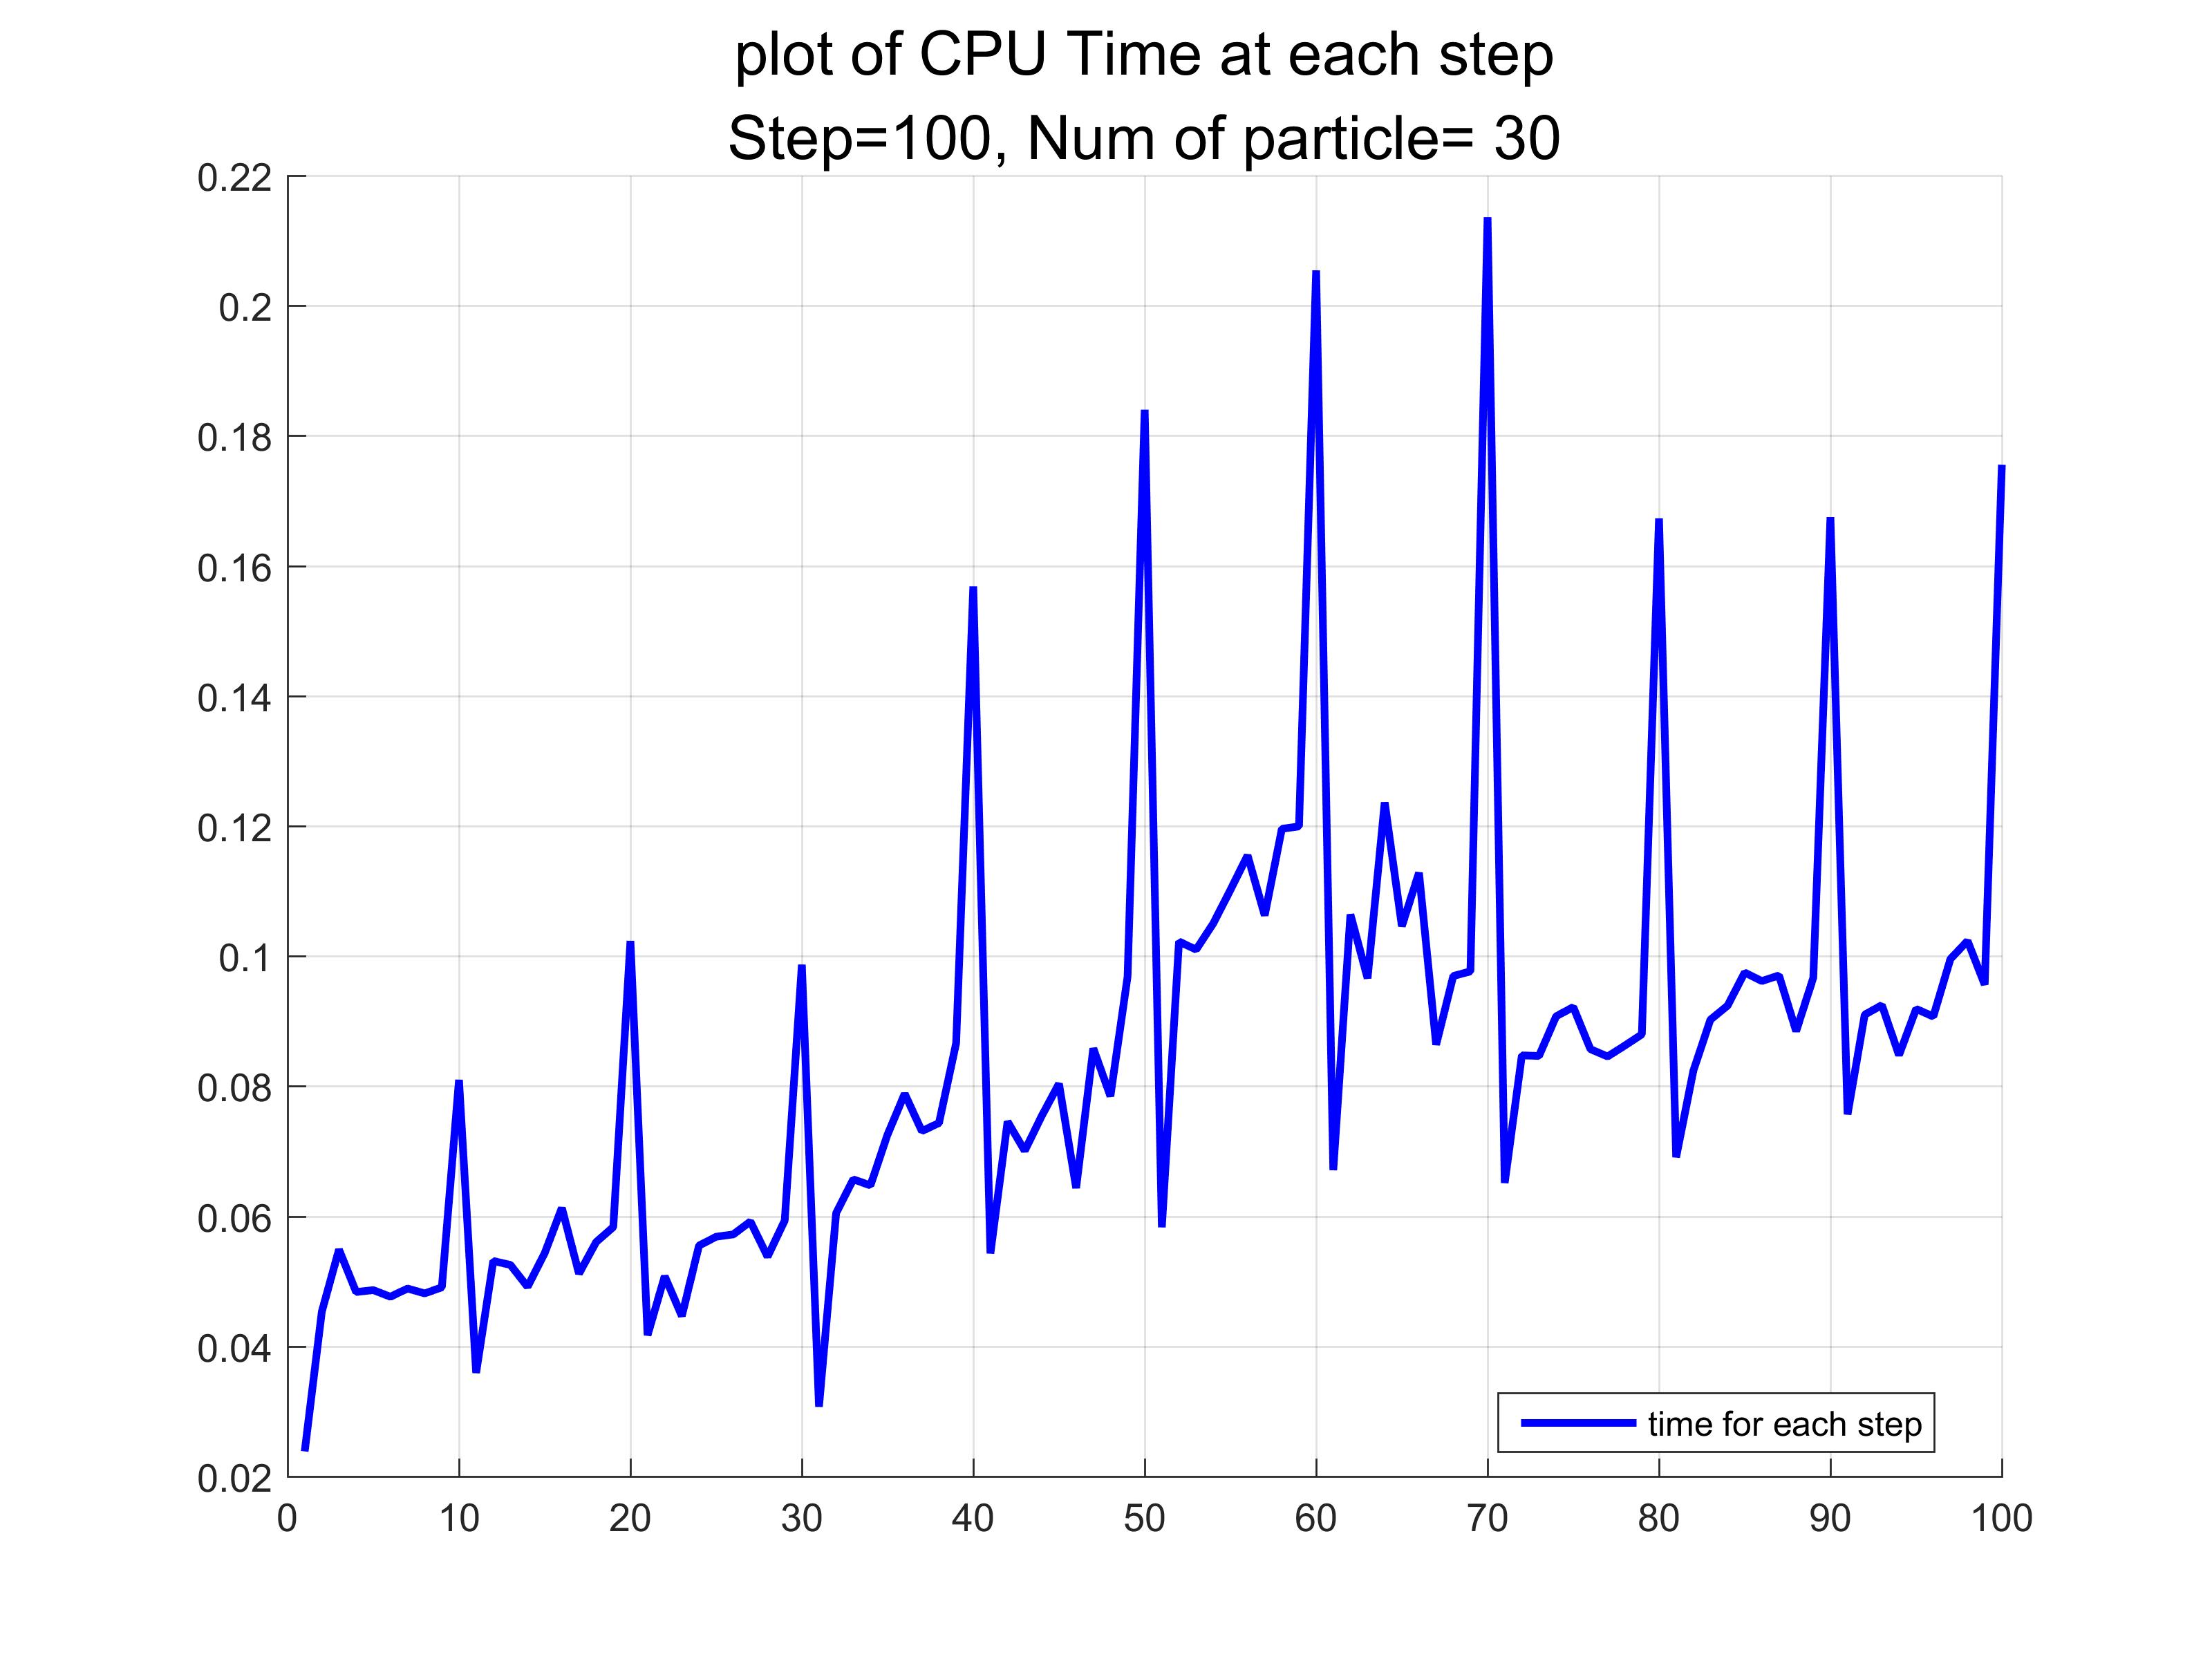 plot of CPU Time at each step
Step=100, Num of particle= 30
0.22
0.2
0.18
0.16
0.14
0.12
0.1
0.08
0.06
0.04
0.02
time for each step
0 10 20 30 40 50 60 70 80 90 100